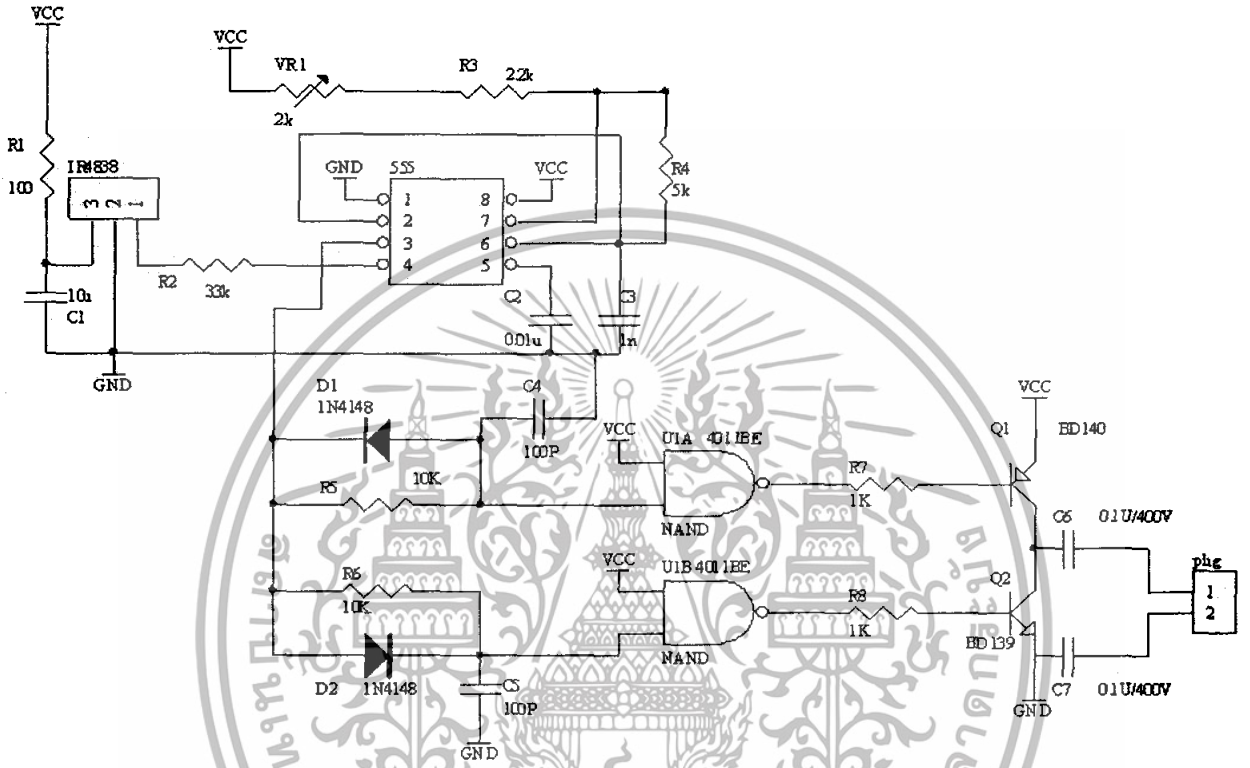 VCC
VCC
VR1
R3
22k
2k
R1
100
IR4838
3 2 1
GND
555
VCC
R4
5k
1
8
2
7
3
6
4
5
R2
33k
10u
C1
C2
0.01u
C3
1n
GND
D1
1N4148
C4
100P
VCC
U1A 4011BE
VCC
Q1
BD140
R5
10K
R7
1K
NAND
C6
0.1U/400V
R6
10K
VCC
U1B 4011BE
R8
1K
Q2
BD139
phg
1
2
NAND
D2
1N4148
C5
100P
C7
0.1U/400V
GND
GND